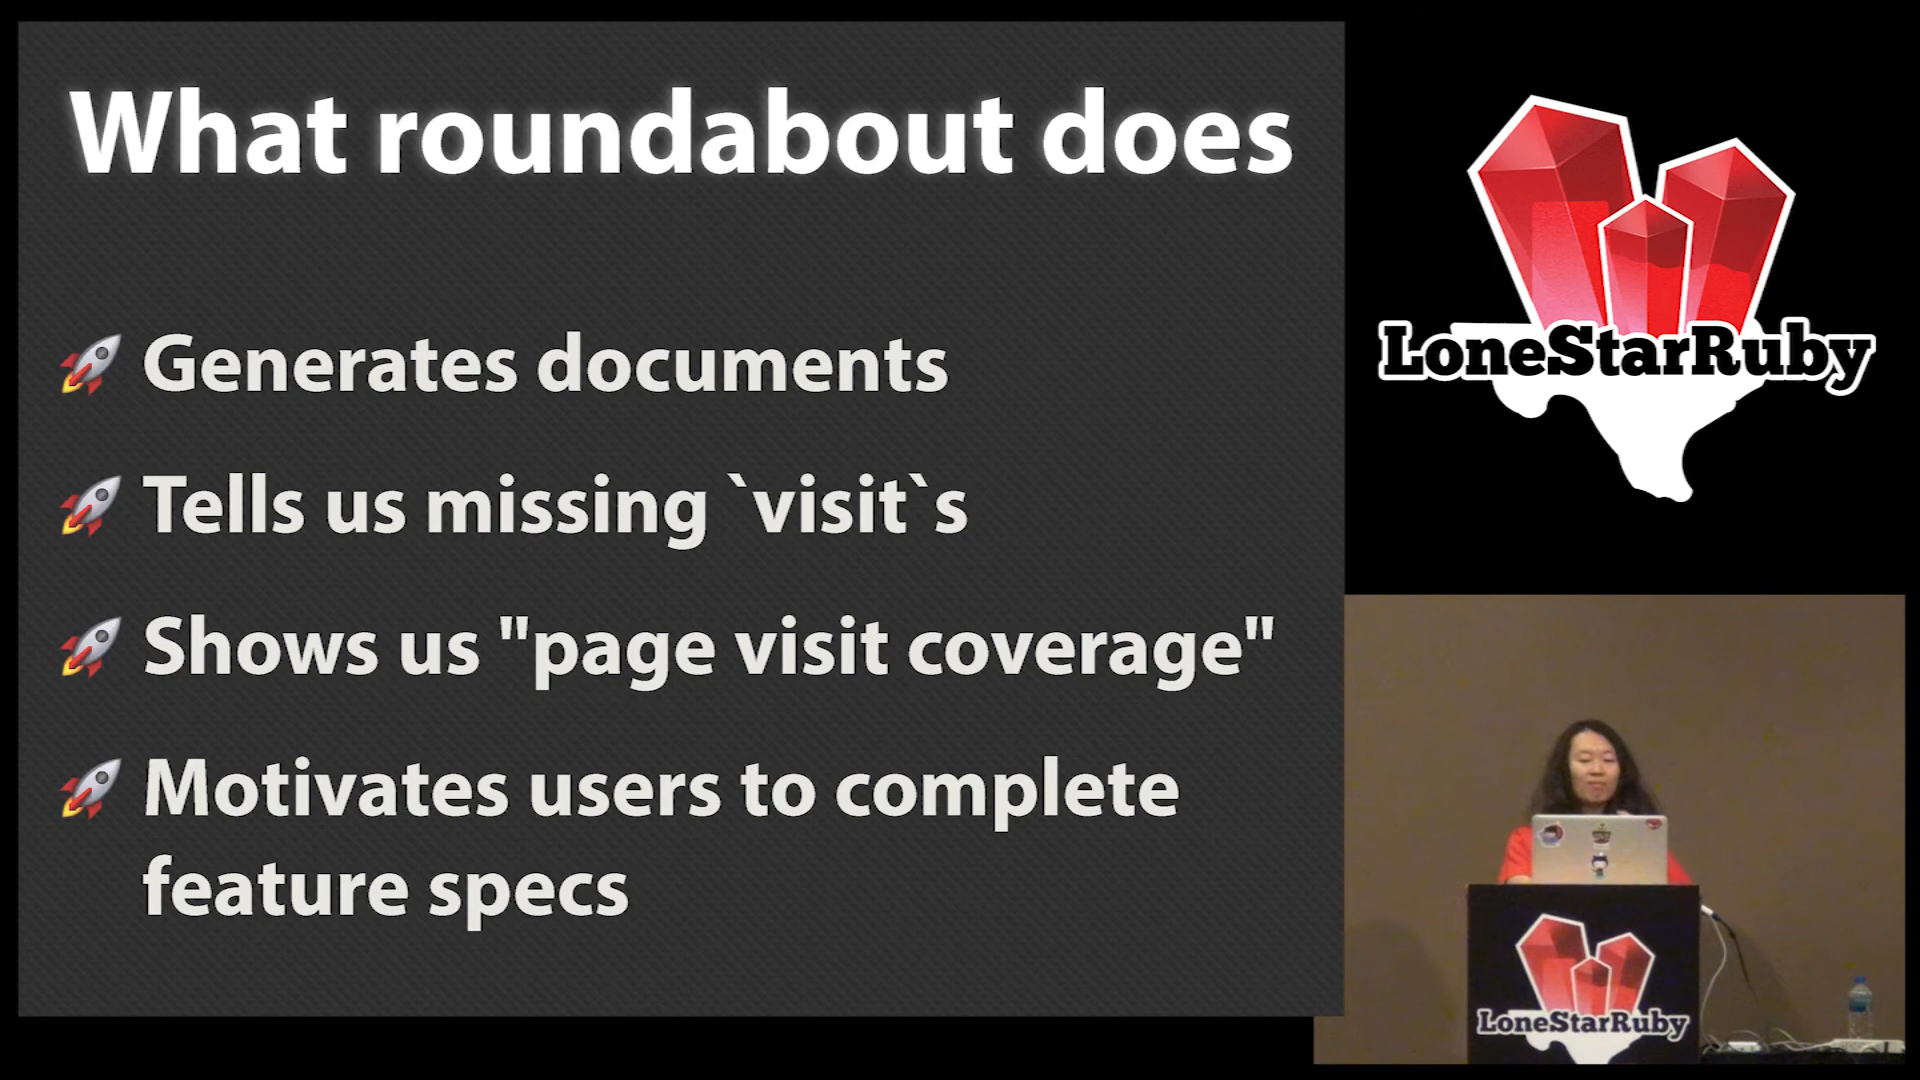 What roundabout does
Generates documents
Tells us missing `visit`s
Shows us "page visit coverage"
Motivates users to complete
feature specs
LoneStarRuby
LoneStarRuby